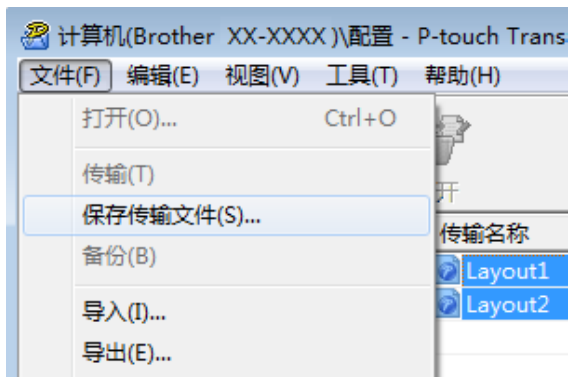 计算机(Brother XX-XXXX )\配置 - P-touch Trans
文件(F) 编辑(E) 视图(V) 工具(T) 帮助(H)
打开(O)... Ctrl+O
传输(T)
开
保存传输文件(S)...
传输名称
备份(B)
Layout1
导入(I)...
Layout2
导出(E)...